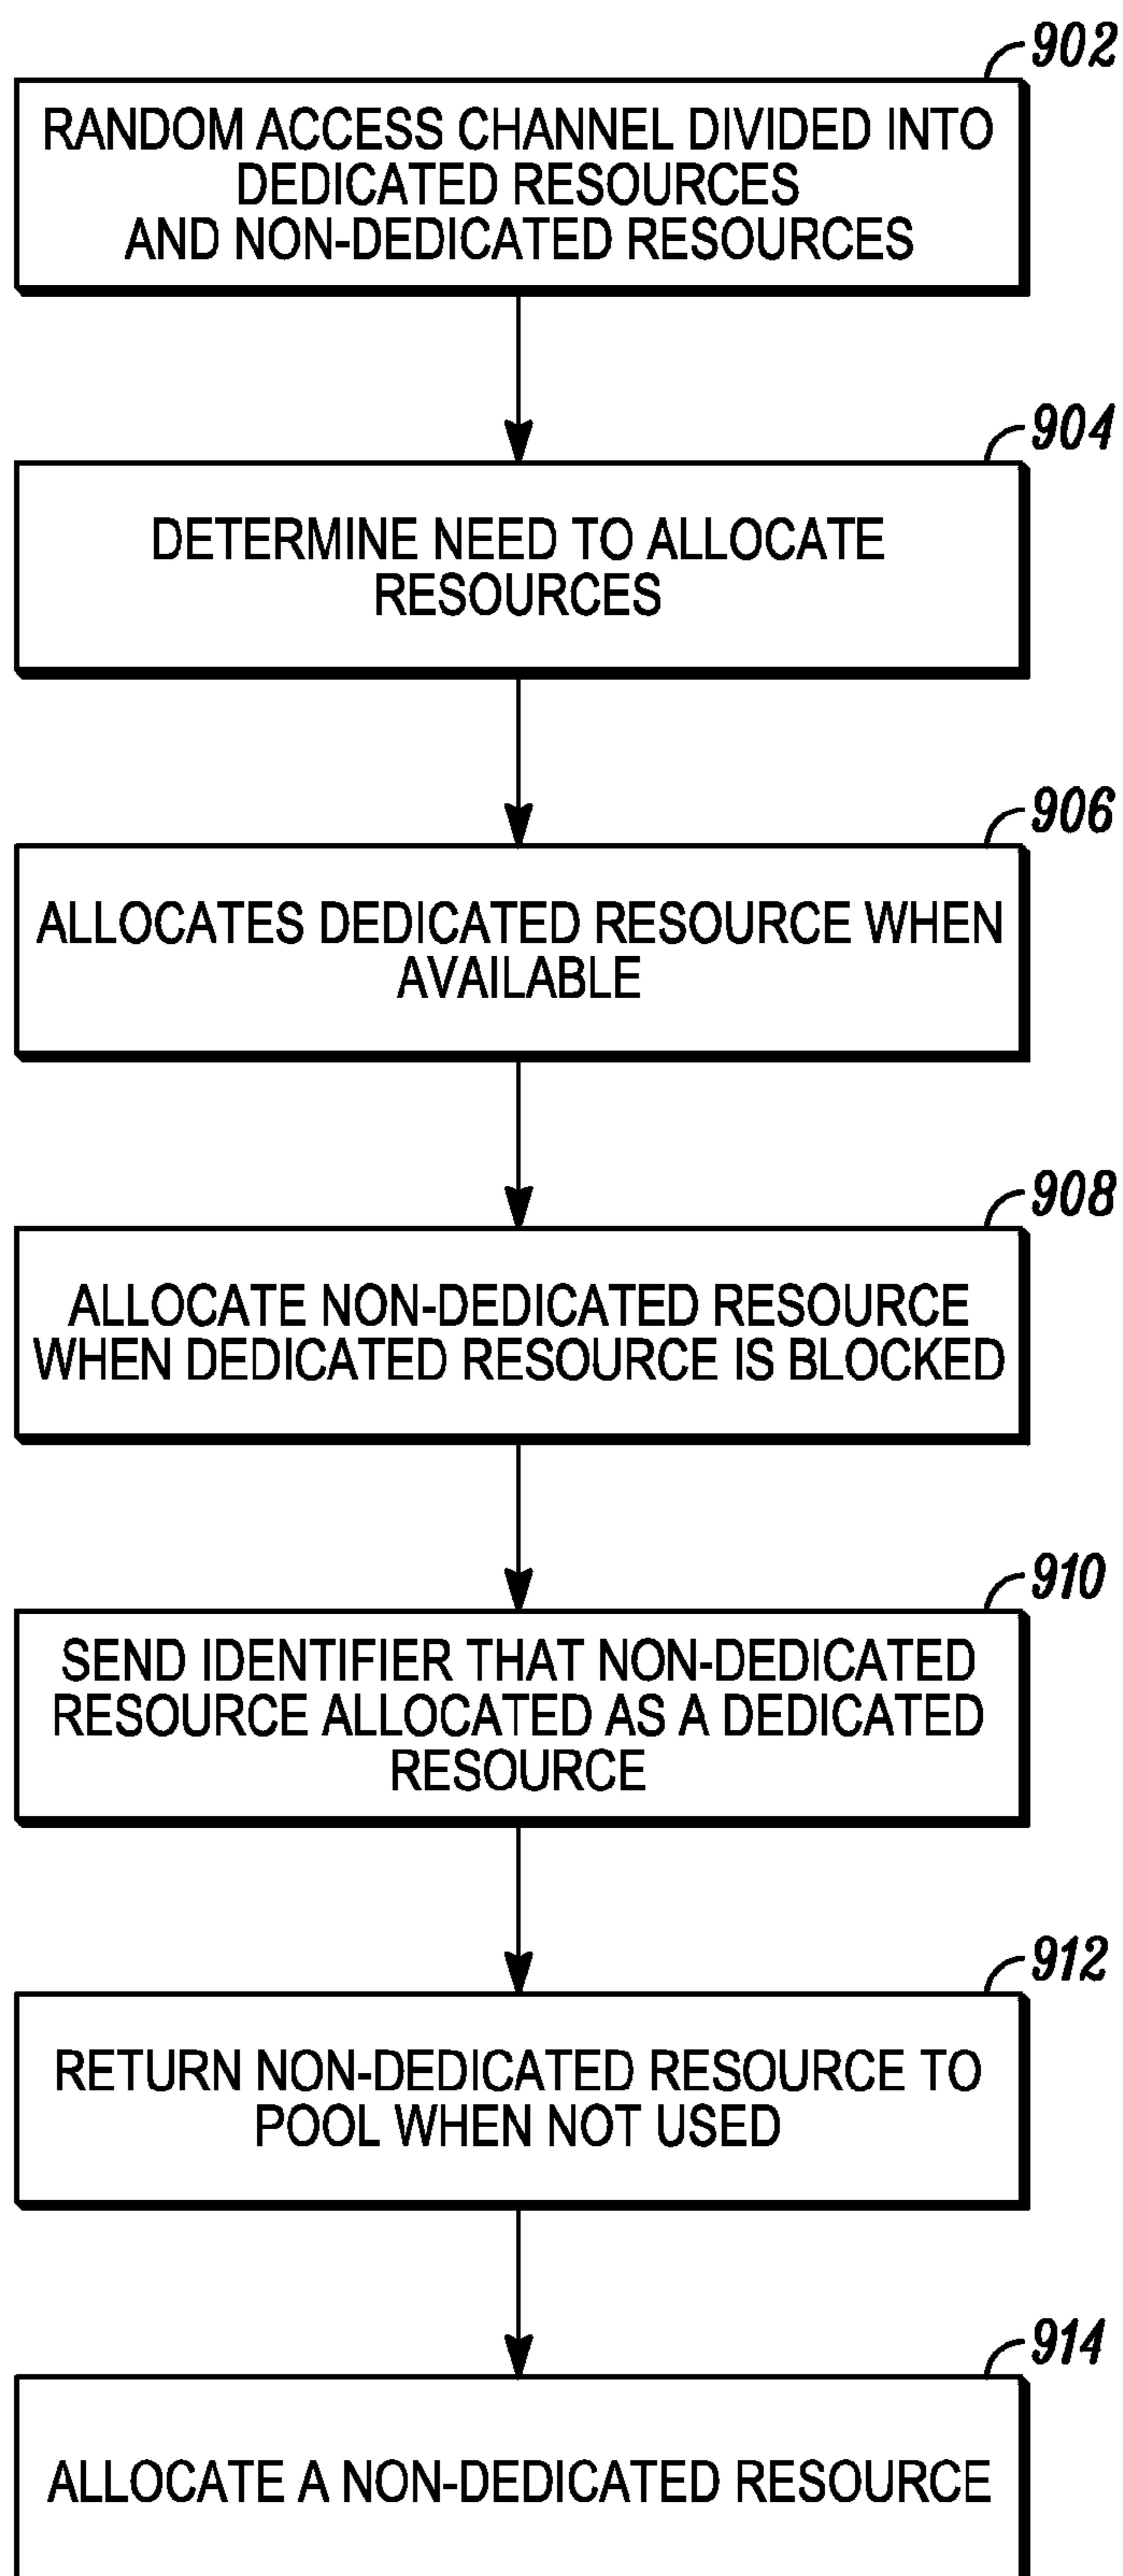 902
RANDOM ACCESS CHANNEL DIVIDED INTO
DEDICATED RESOURCES
AND NON-DEDICATED RESOURCES
904
DETERMINE NEED TO ALLOCATE
RESOURCES
906
ALLOCATES DEDICATED RESOURCE WHEN
AVAILABLE
908
ALLOCATE NON-DEDICATED RESOURCE
WHEN DEDICATED RESOURCE IS BLOCKED
910
SEND IDENTIFIER THAT NON-DEDICATED
RESOURCE ALLOCATED AS A DEDICATED
RESOURCE
912
RETURN NON-DEDICATED RESOURCE TO
POOL WHEN NOT USED
914
ALLOCATE A NON-DEDICATED RESOURCE